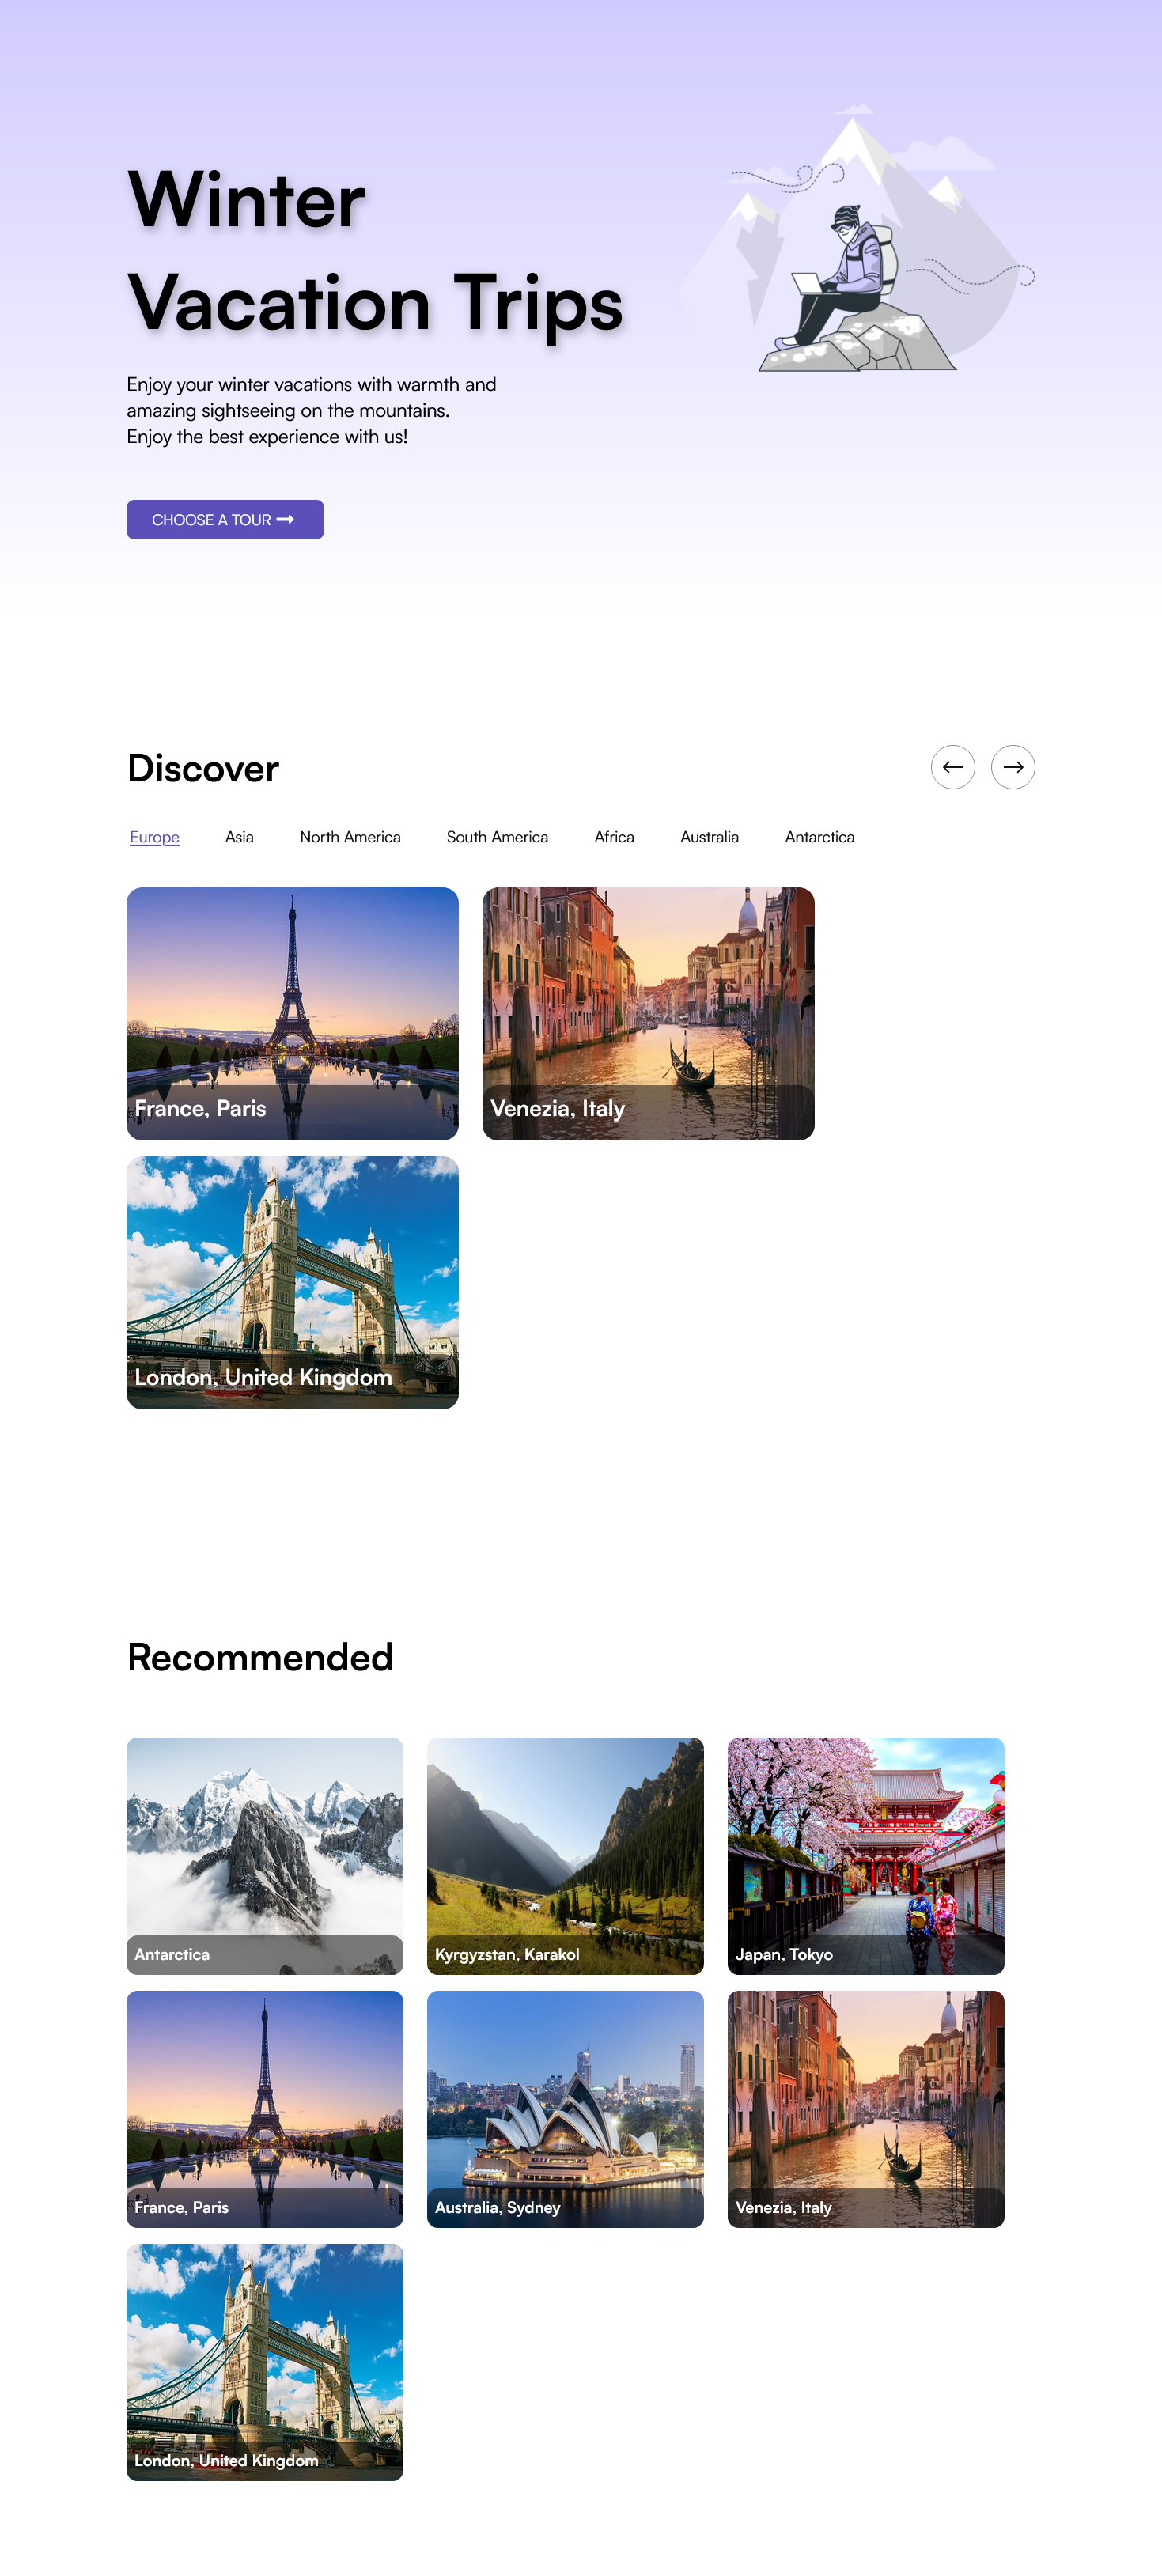 Winter
Vacation Trips
Enjoy your winter vacations with warmth and
amazing sightseeing on the mountains.
Enjoy the best experience with us!
CHOOSE A TOUR
Discover
Europe Asia North America South America Africa Australia Antarctica
France, Paris Venezia, Italy
London, United Kingdom
Recommended
Antarctica Kyrgyzstan, Karakol Japan, Tokyo
France, Paris Australia, Sydney Venezia, Italy
London, United Kingdom